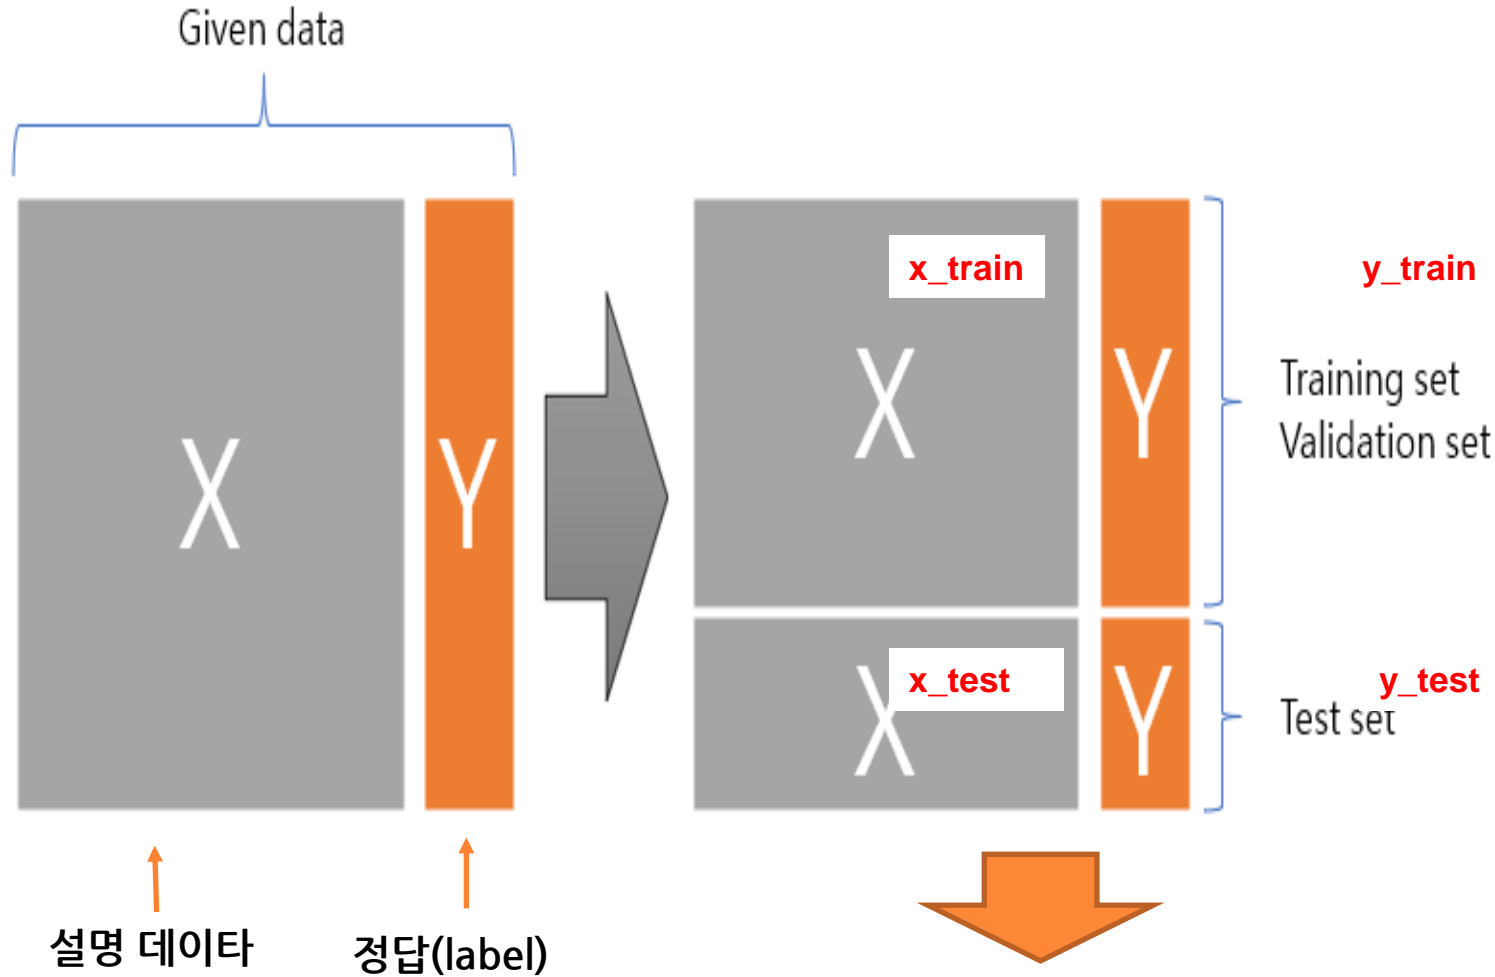 Given data
X
Y
x_train
X
Y
y_train
Training set
Validation set
x_test
X
Y
y_test
Test set
설명 데이타
정답(label)